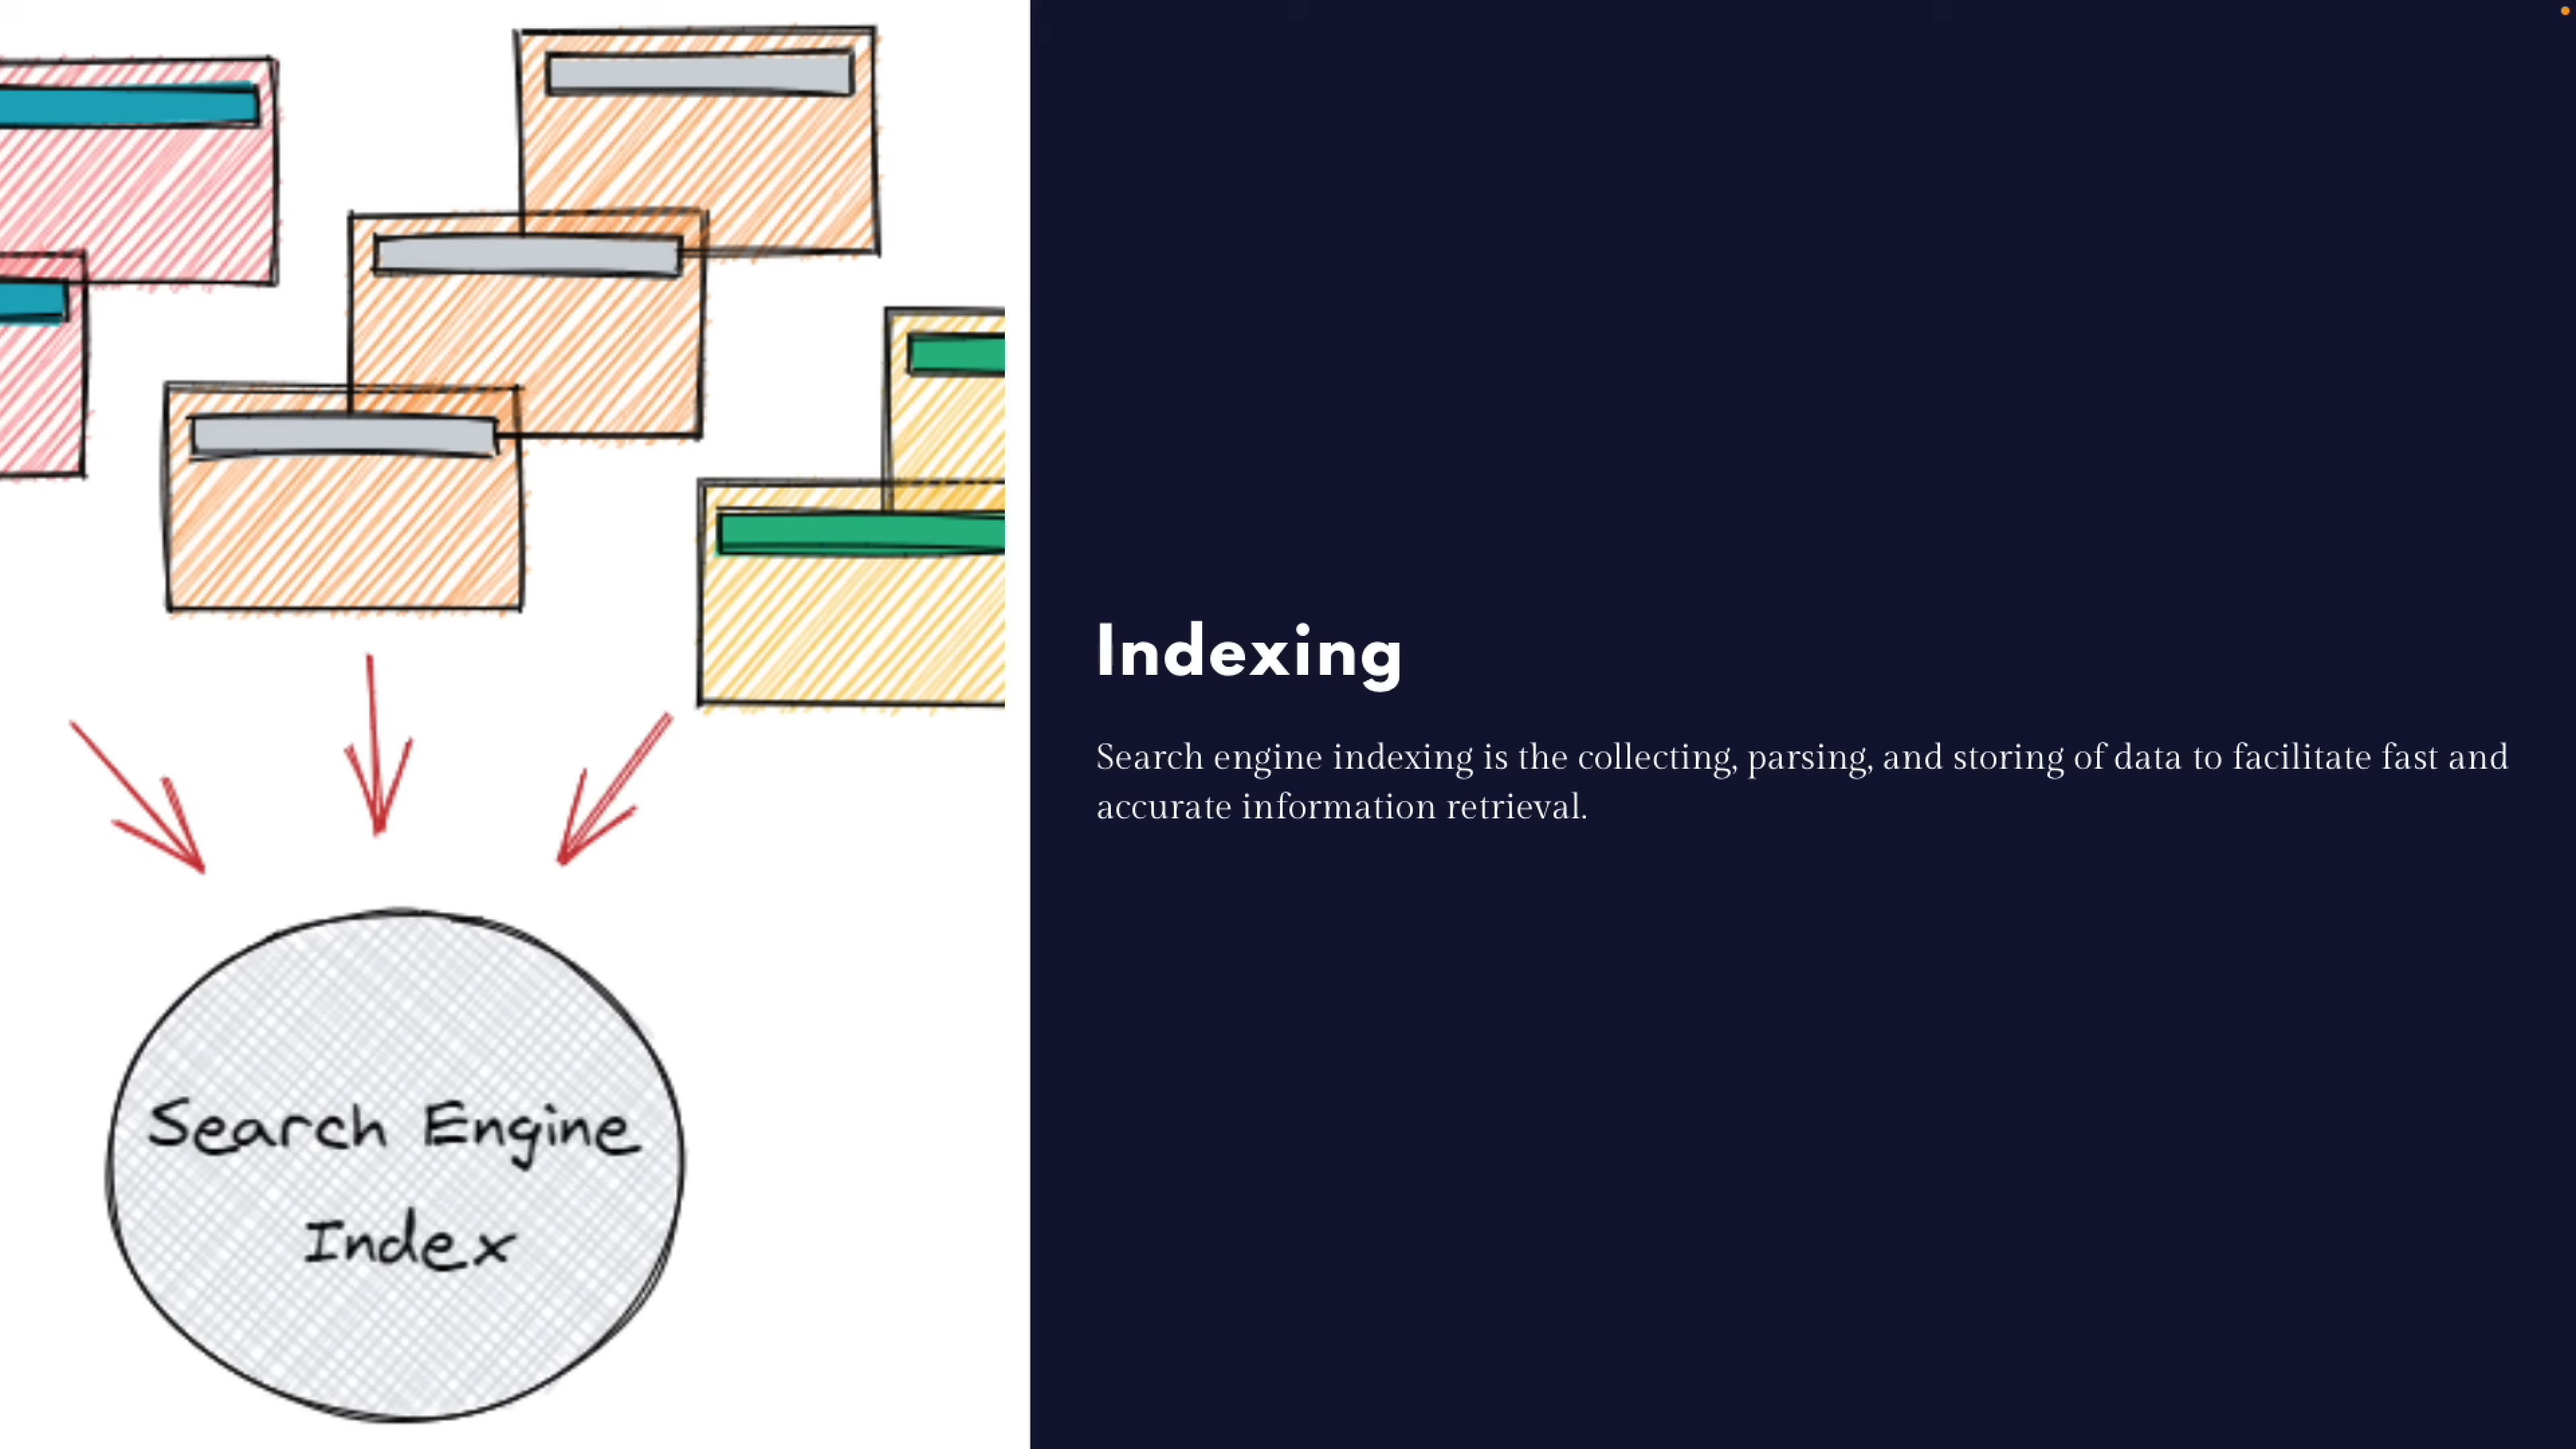 Search Engine
Index
Indexing
Search engine indexing is the collecting, parsing, and storing of data to facilitate fast and
accurate information retrieval.